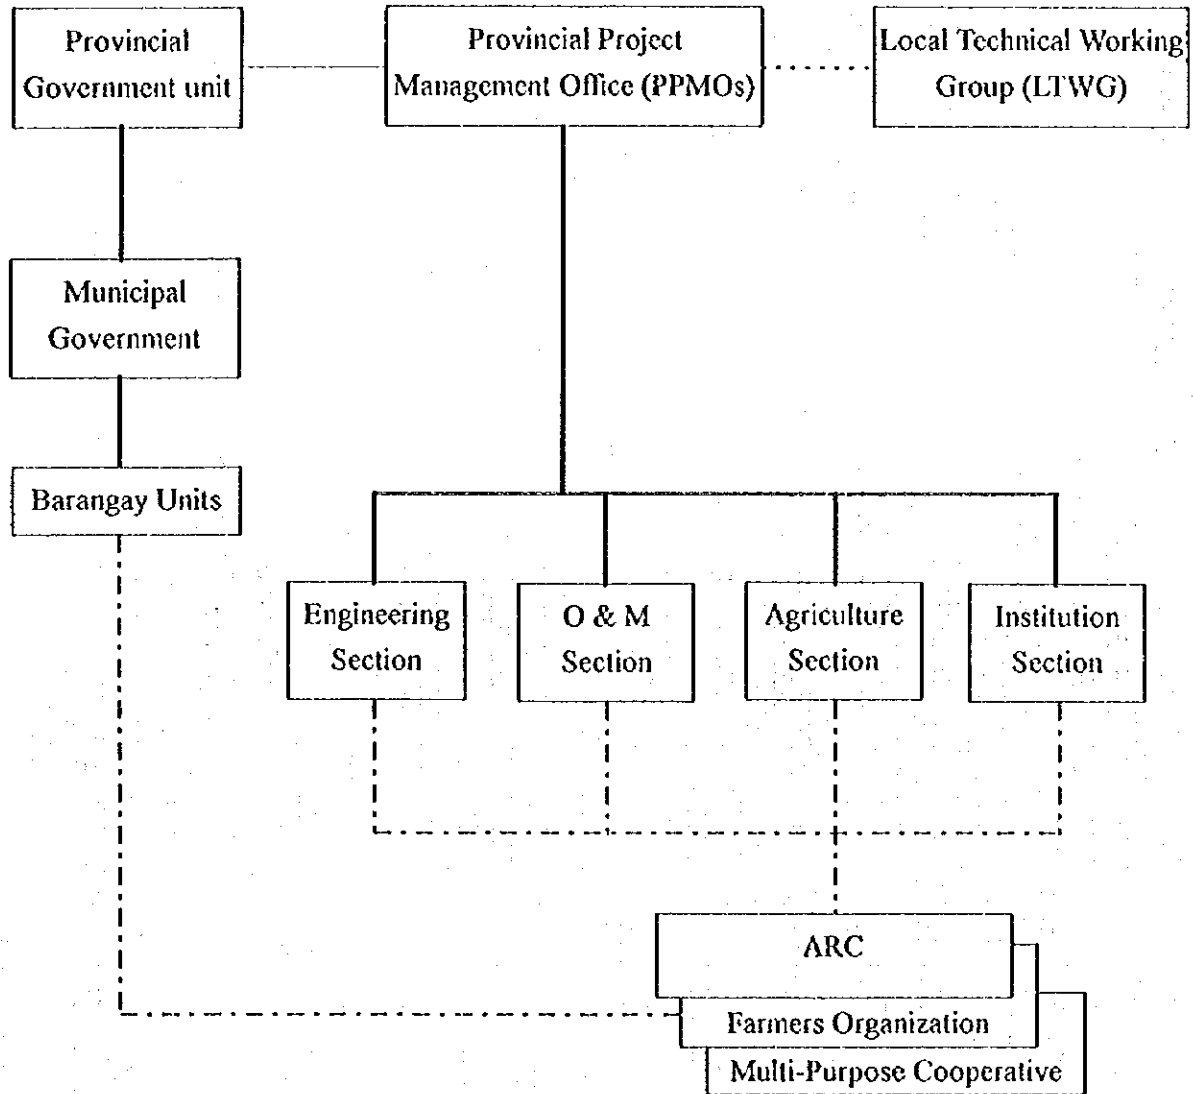 Provincial
Government unit
Provincial Project
Management Office (PPMOs)
Local Technical Working
Group (LTWG)
Municipal
Government
Barangay Units
Engineering
Section
O & M
Section
Agriculture
Section
Institution
Section
ARC
Farmers Organization
Multi-Purpose Cooperative